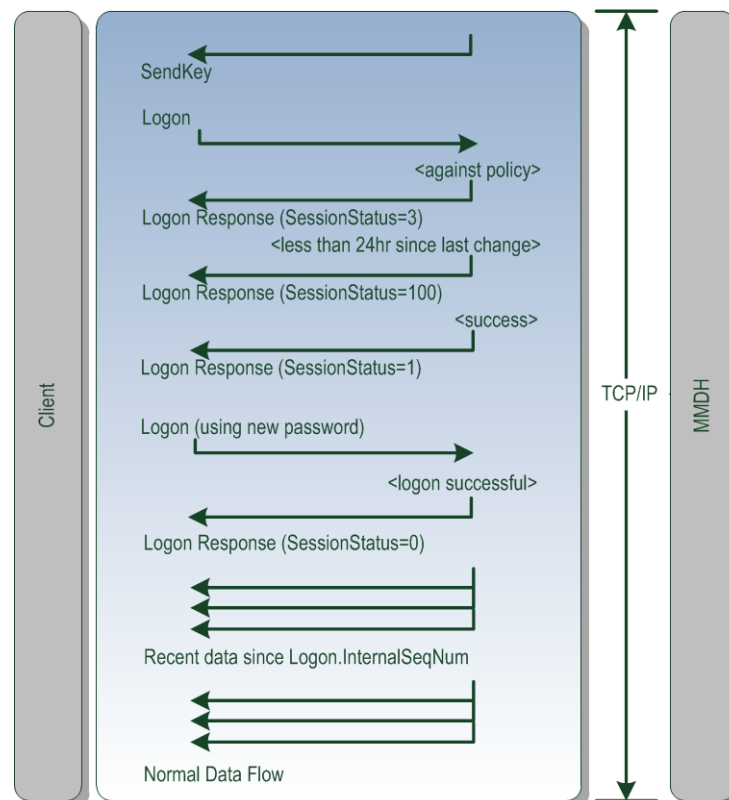 SendKey
Logon
<against policy>
Logon Response (SessionStatus=3)
<less than 24hr since last change>
Logon Response (SessionStatus=100)
<success>
Logon Response (SessionStatus=1)
Client
TCP/IP
MMDH
Logon (using new password)
<logon successful>
Logon Response (SessionStatus=0)
Recent data since Logon.InternalSeqNum
Normal Data Flow